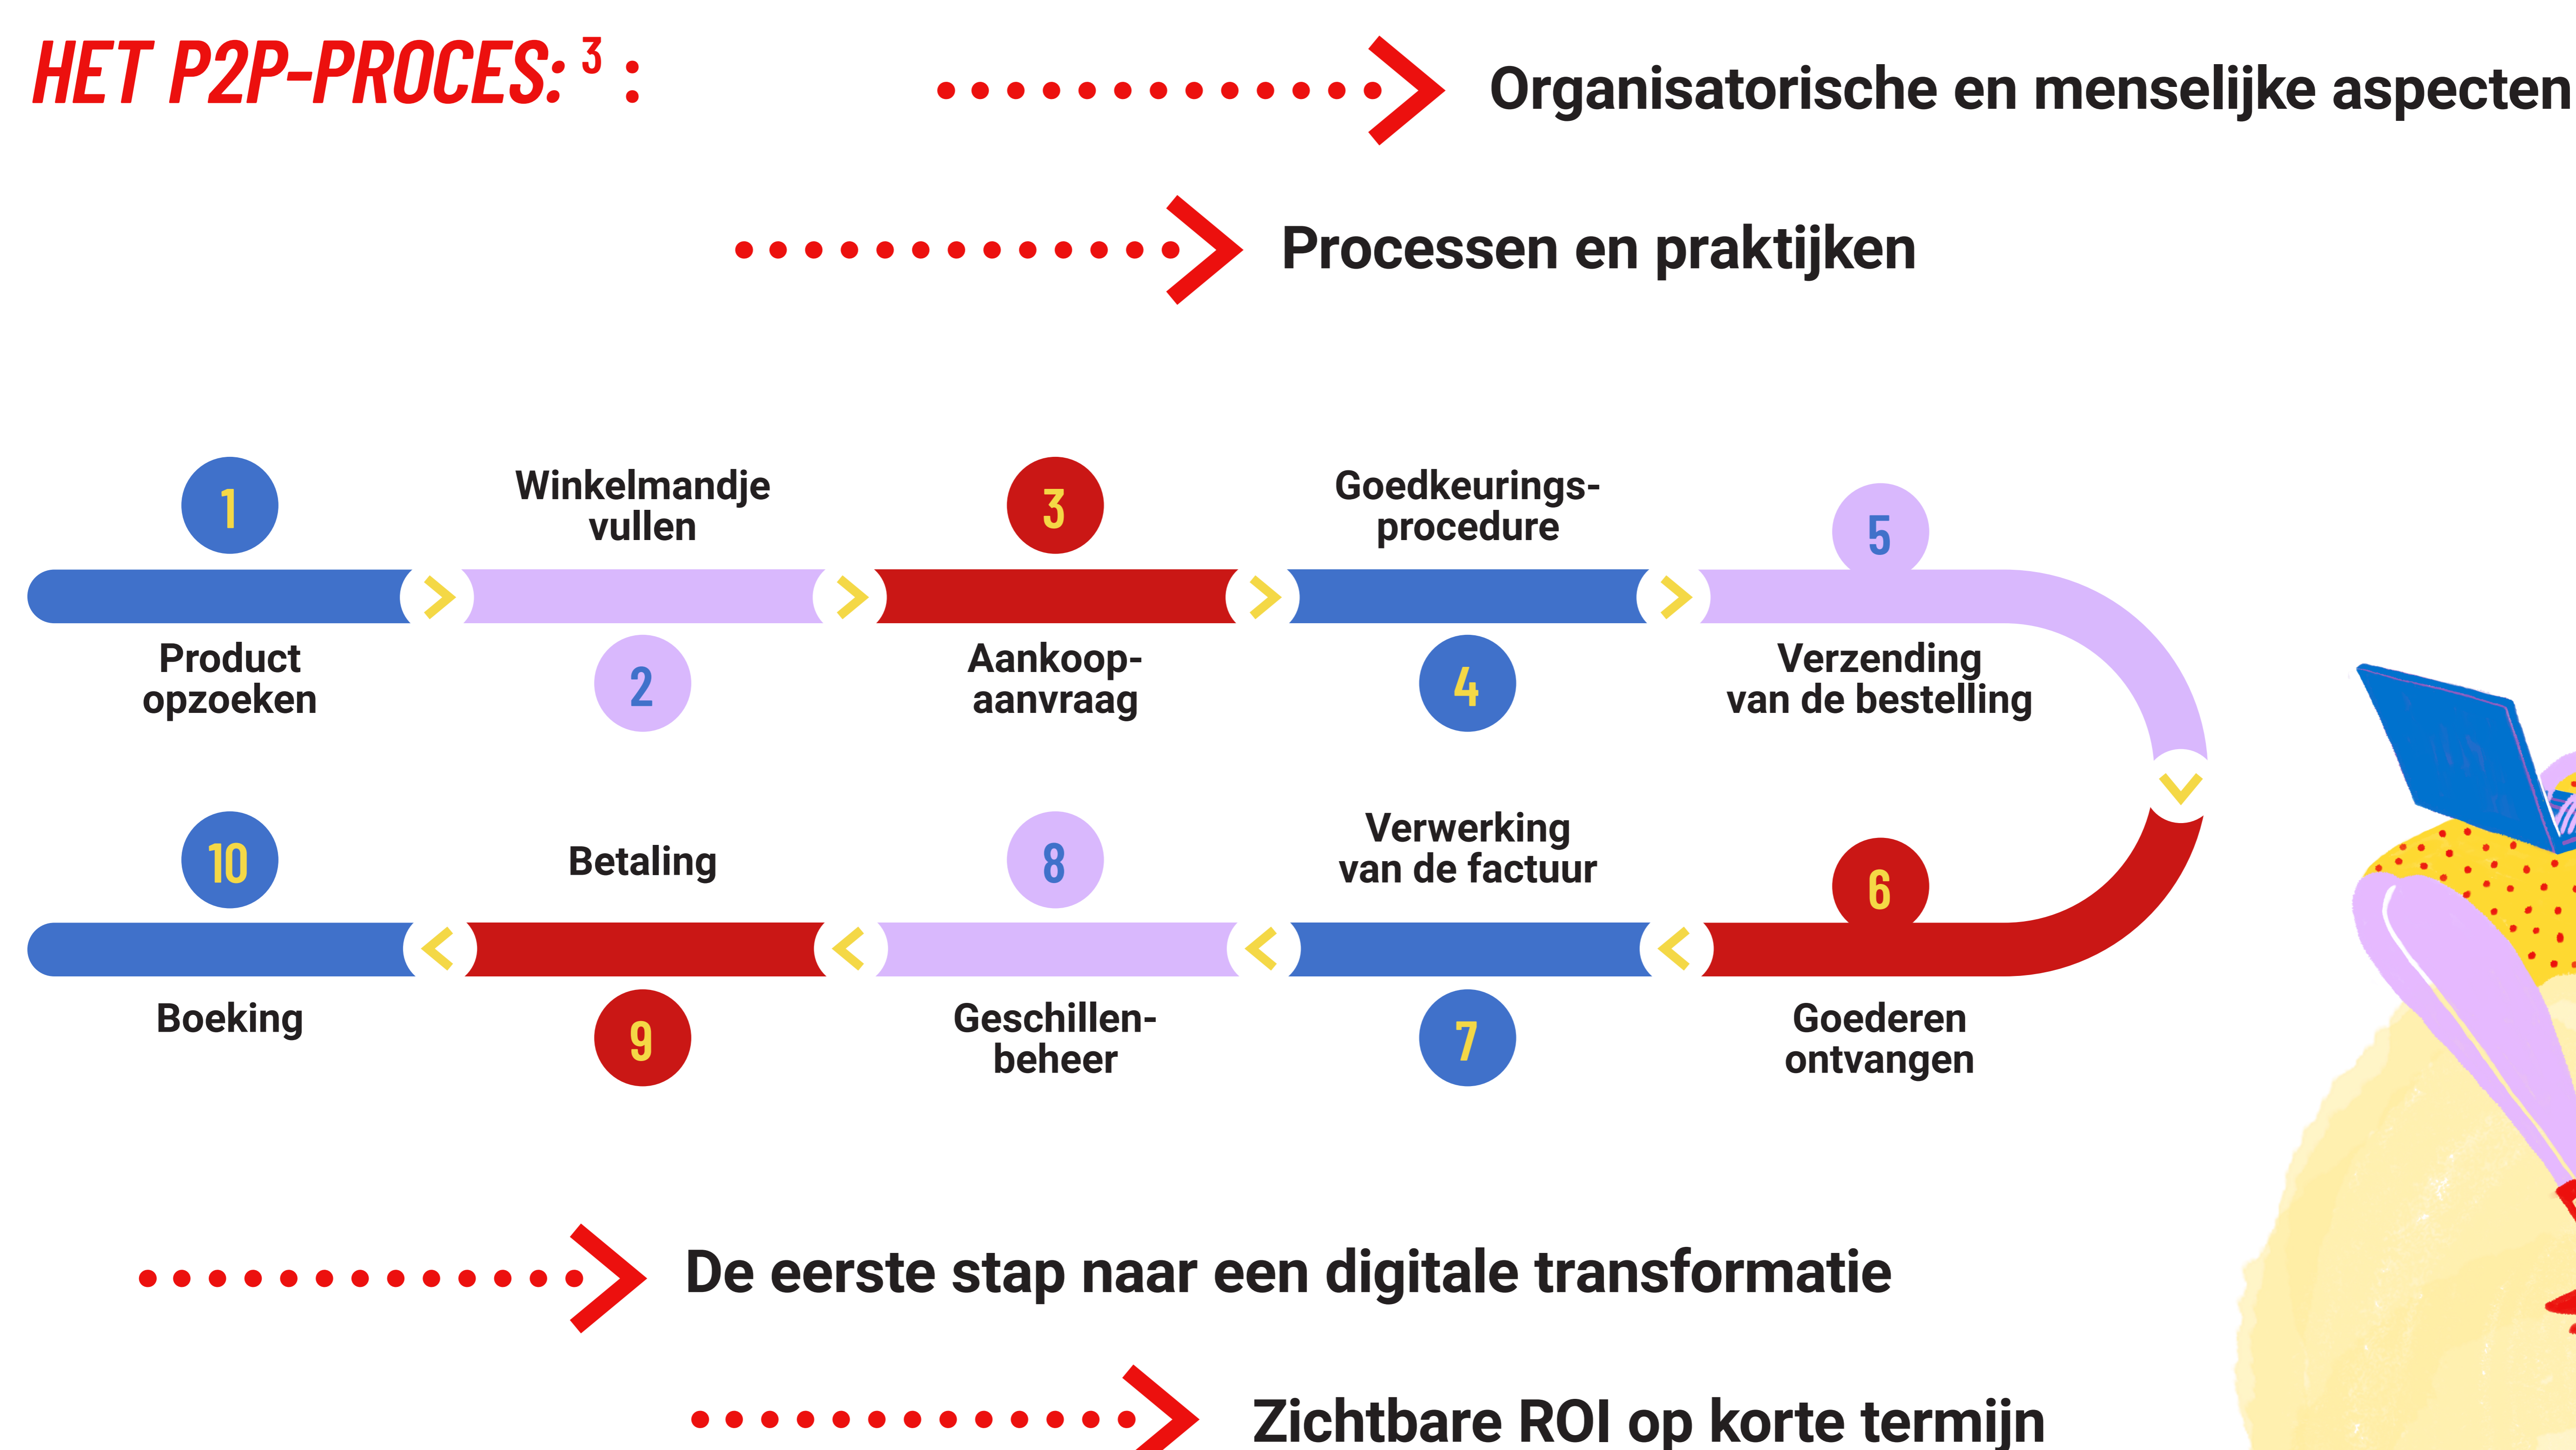 HET P2P-PROCES: 3 :
Organisatorische en menselijke aspecten
Processen en praktijken
1
Product
opzoeken
Winkelmandje
vullen
2
3
Aankoop-
aanvraag
Goedkeurings-
procedure
4
5
Verzending
van de bestelling
6
Goederen
ontvangen
Verwerking
van de factuur
7
8
Geschillen-
beheer
Betaling
9
10
Boeking
De eerste stap naar een digitale transformatie
Zichtbare ROI op korte termijn